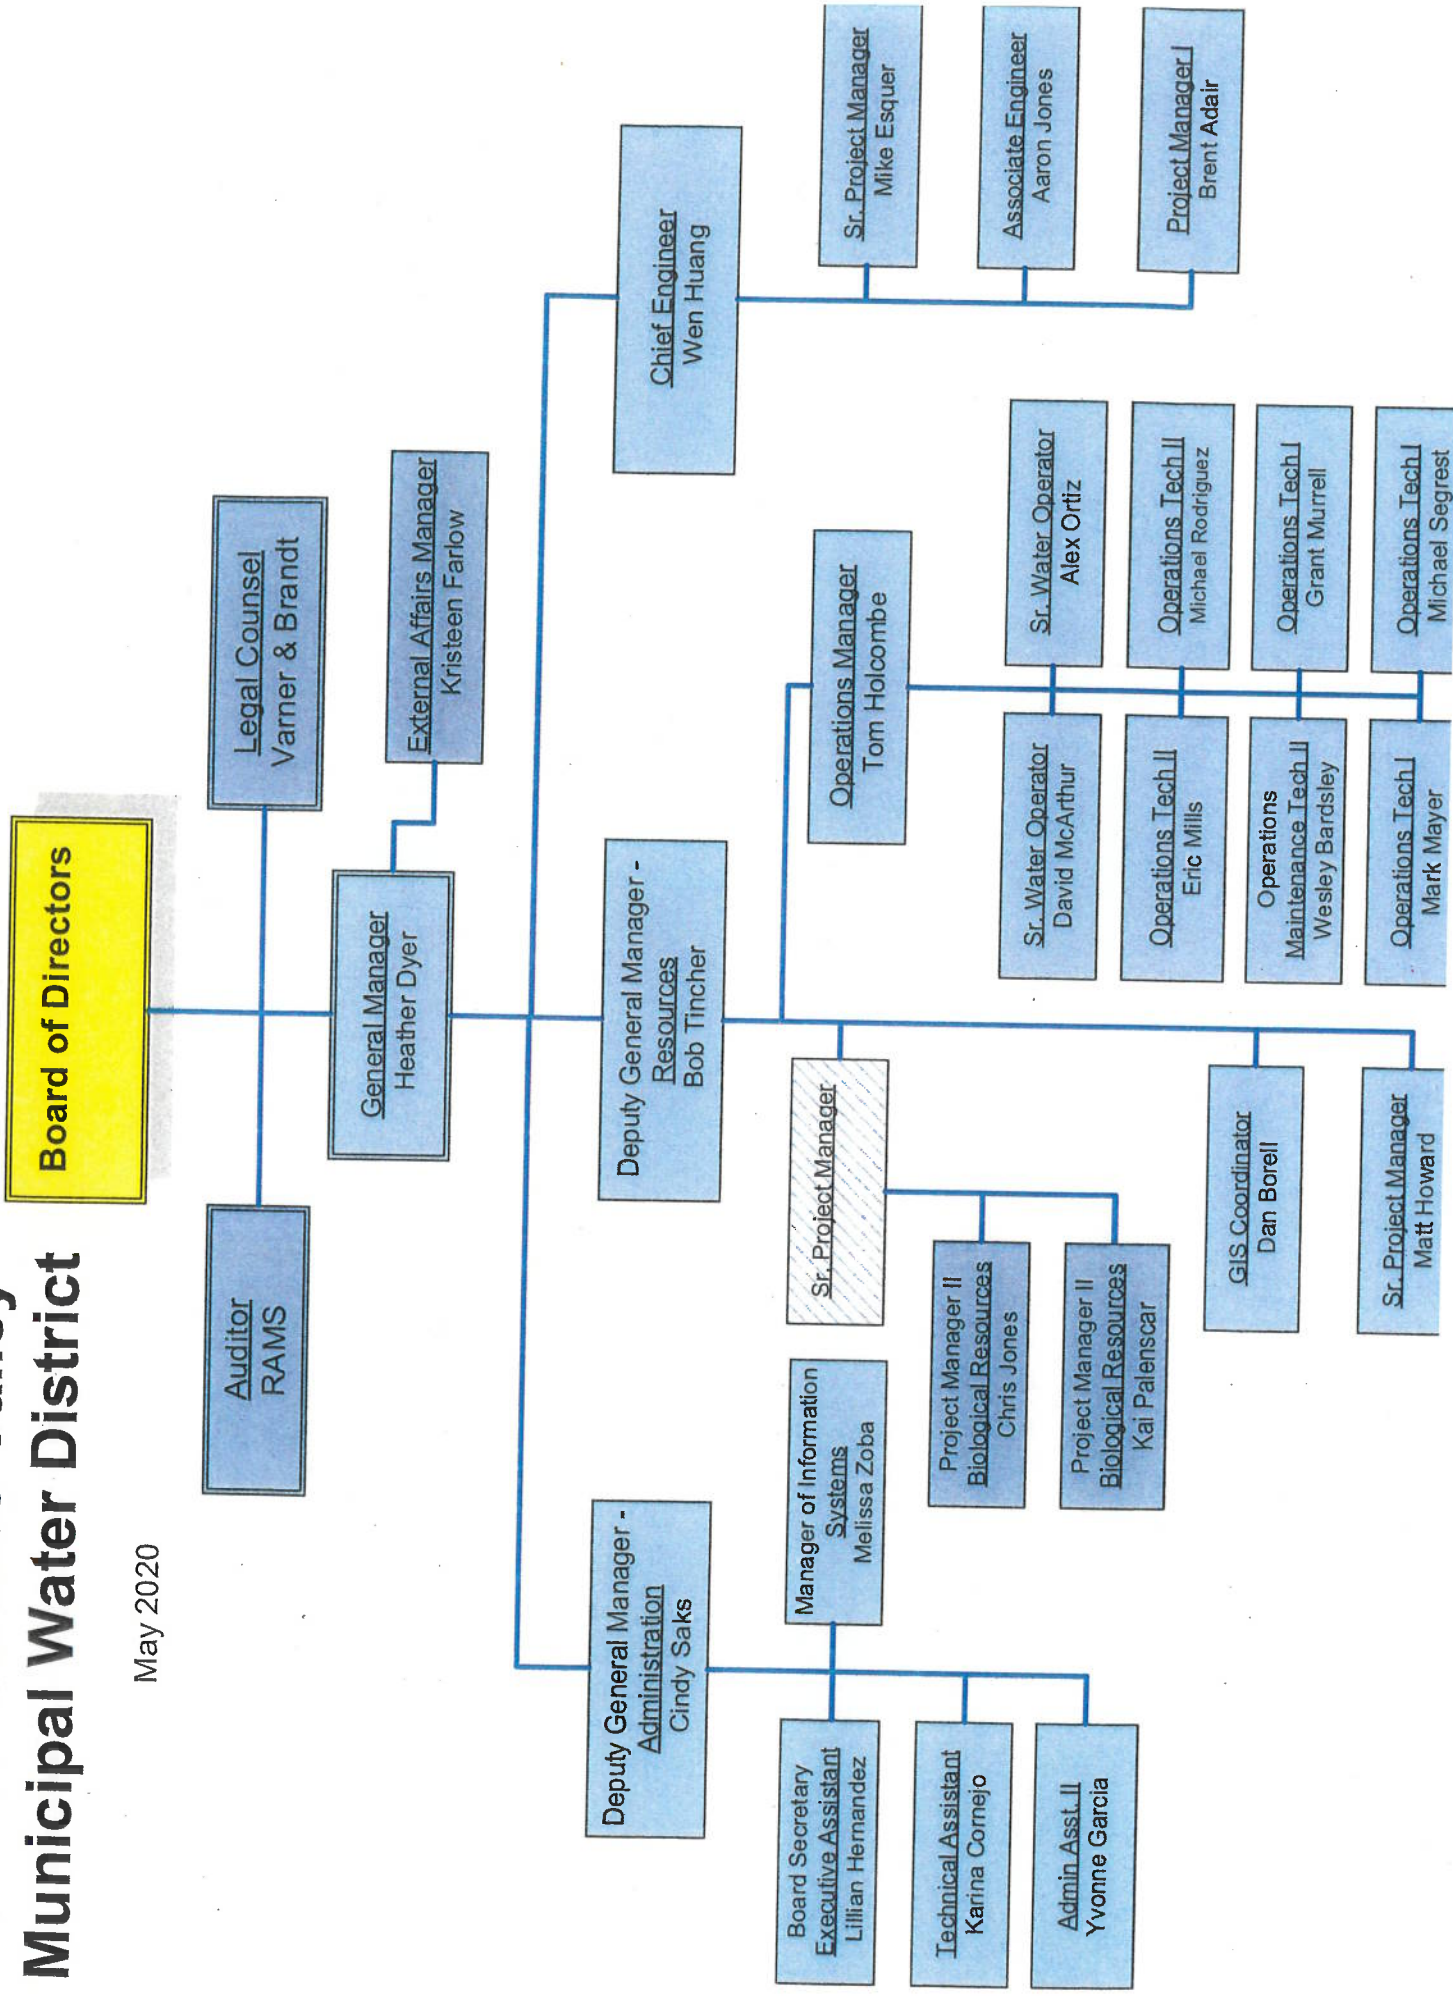 Municipal Water District
May 2020
Board of Directors
Auditor
RAMS
Legal Counsel
Varner & Brandt
General Manager
Heather Dyer
External Affairs Manager
Kristeen Farlow
Deputy General Manager -
Administration
Cindy Saks
Deputy General Manager -
Resources
Bob Tincher
Chief Engineer
Wen Huang
Board Secretary
Executive Assistant
Lillian Hernandez
Manager of Information
Systems
Melissa Zoba
Technical Assistant
Karina Cornejo
Admin Asst. II
Yvonne Garcia
Sr. Project Manager
Project Manager II
Biological Resources
Chris Jones
Project Manager II
Biological Resources
Kai Palenscar
GIS Coordinator
Dan Borell
Sr. Project Manager
Matt Howard
Operations Manager
Tom Holcombe
Sr. Water Operator
David McArthur
Sr. Water Operator
Alex Ortiz
Operations Tech II
Eric Mills
Operations Tech II
Michael Rodriguez
Operations
Maintenance Tech II
Wesley Bardsley
Operations Tech I
Grant Murrell
Operations Tech I
Mark Mayer
Operations Tech I
Michael Segrest
Sr. Project Manager
Mike Esquer
Associate Engineer
Aaron Jones
Project Manager I
Brent Adair